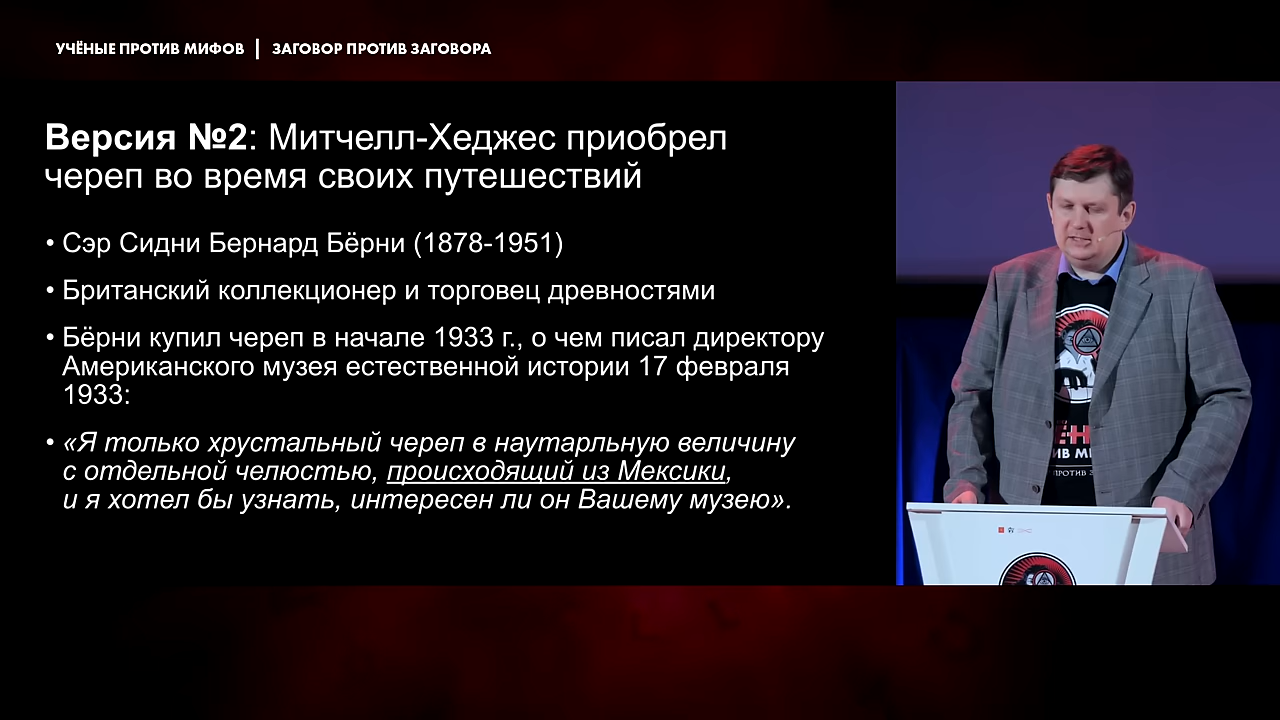 УЧЁНЫЕ ПРОТИВ МИФОВ | ЗАГОВОР ПРОТИВ ЗАГОВОРА
Версия №2: Митчелл-Хеджес приобрел
череп во время своих путешествий
• Сэр Сидни Бернард Бёрни (1878-1951)
• Британский коллекционер и торговец древностями
• Бёрни купил череп в начале 1933 г., о чем писал директору
Американского музея естественной истории 17 февраля
1933:
• «Я только хрустальный череп в наутарльную величину
с отдельной челюстью, происходящий из Мексики,
и я хотел бы узнать, интересен ли он Вашему музею».